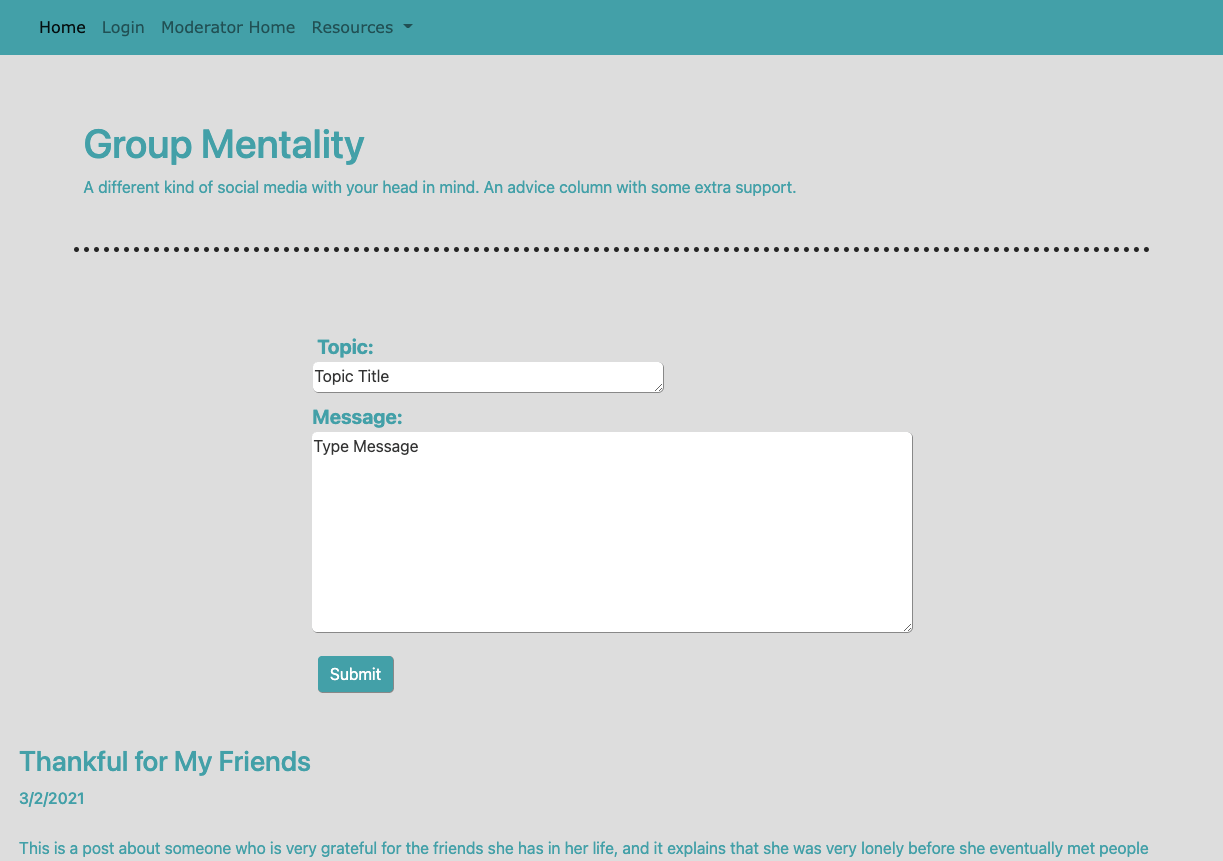 Home Login Moderator Home Resources
Group Mentality
A different kind of social media with your head in mind. An advice column with some extra support.
Topic:
Topic Title
Message:
Type Message
Submit
Thankful for My Friends
3/2/2021
This is a post about someone who is very grateful for the friends she has in her life, and it explains that she was very lonely before she eventually met people